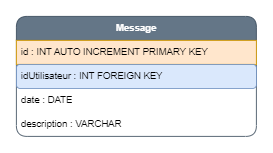 Message
id : INT AUTO INCREMENT PRIMARY KEY
idUtilisateur : INT FOREIGN KEY
date : DATE
description : VARCHAR